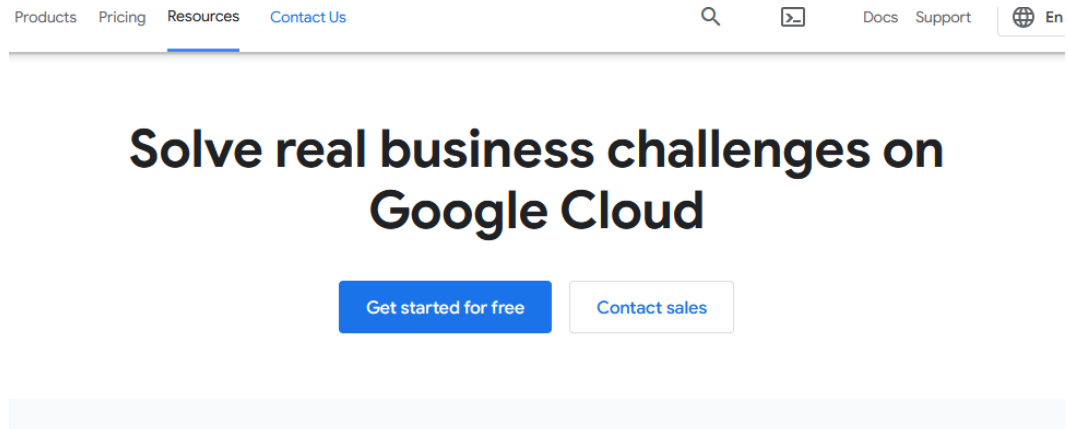 Products Pricing Resources Contact Us Docs Support En
Solve real business challenges on
Google Cloud
Get started for free Contact sales